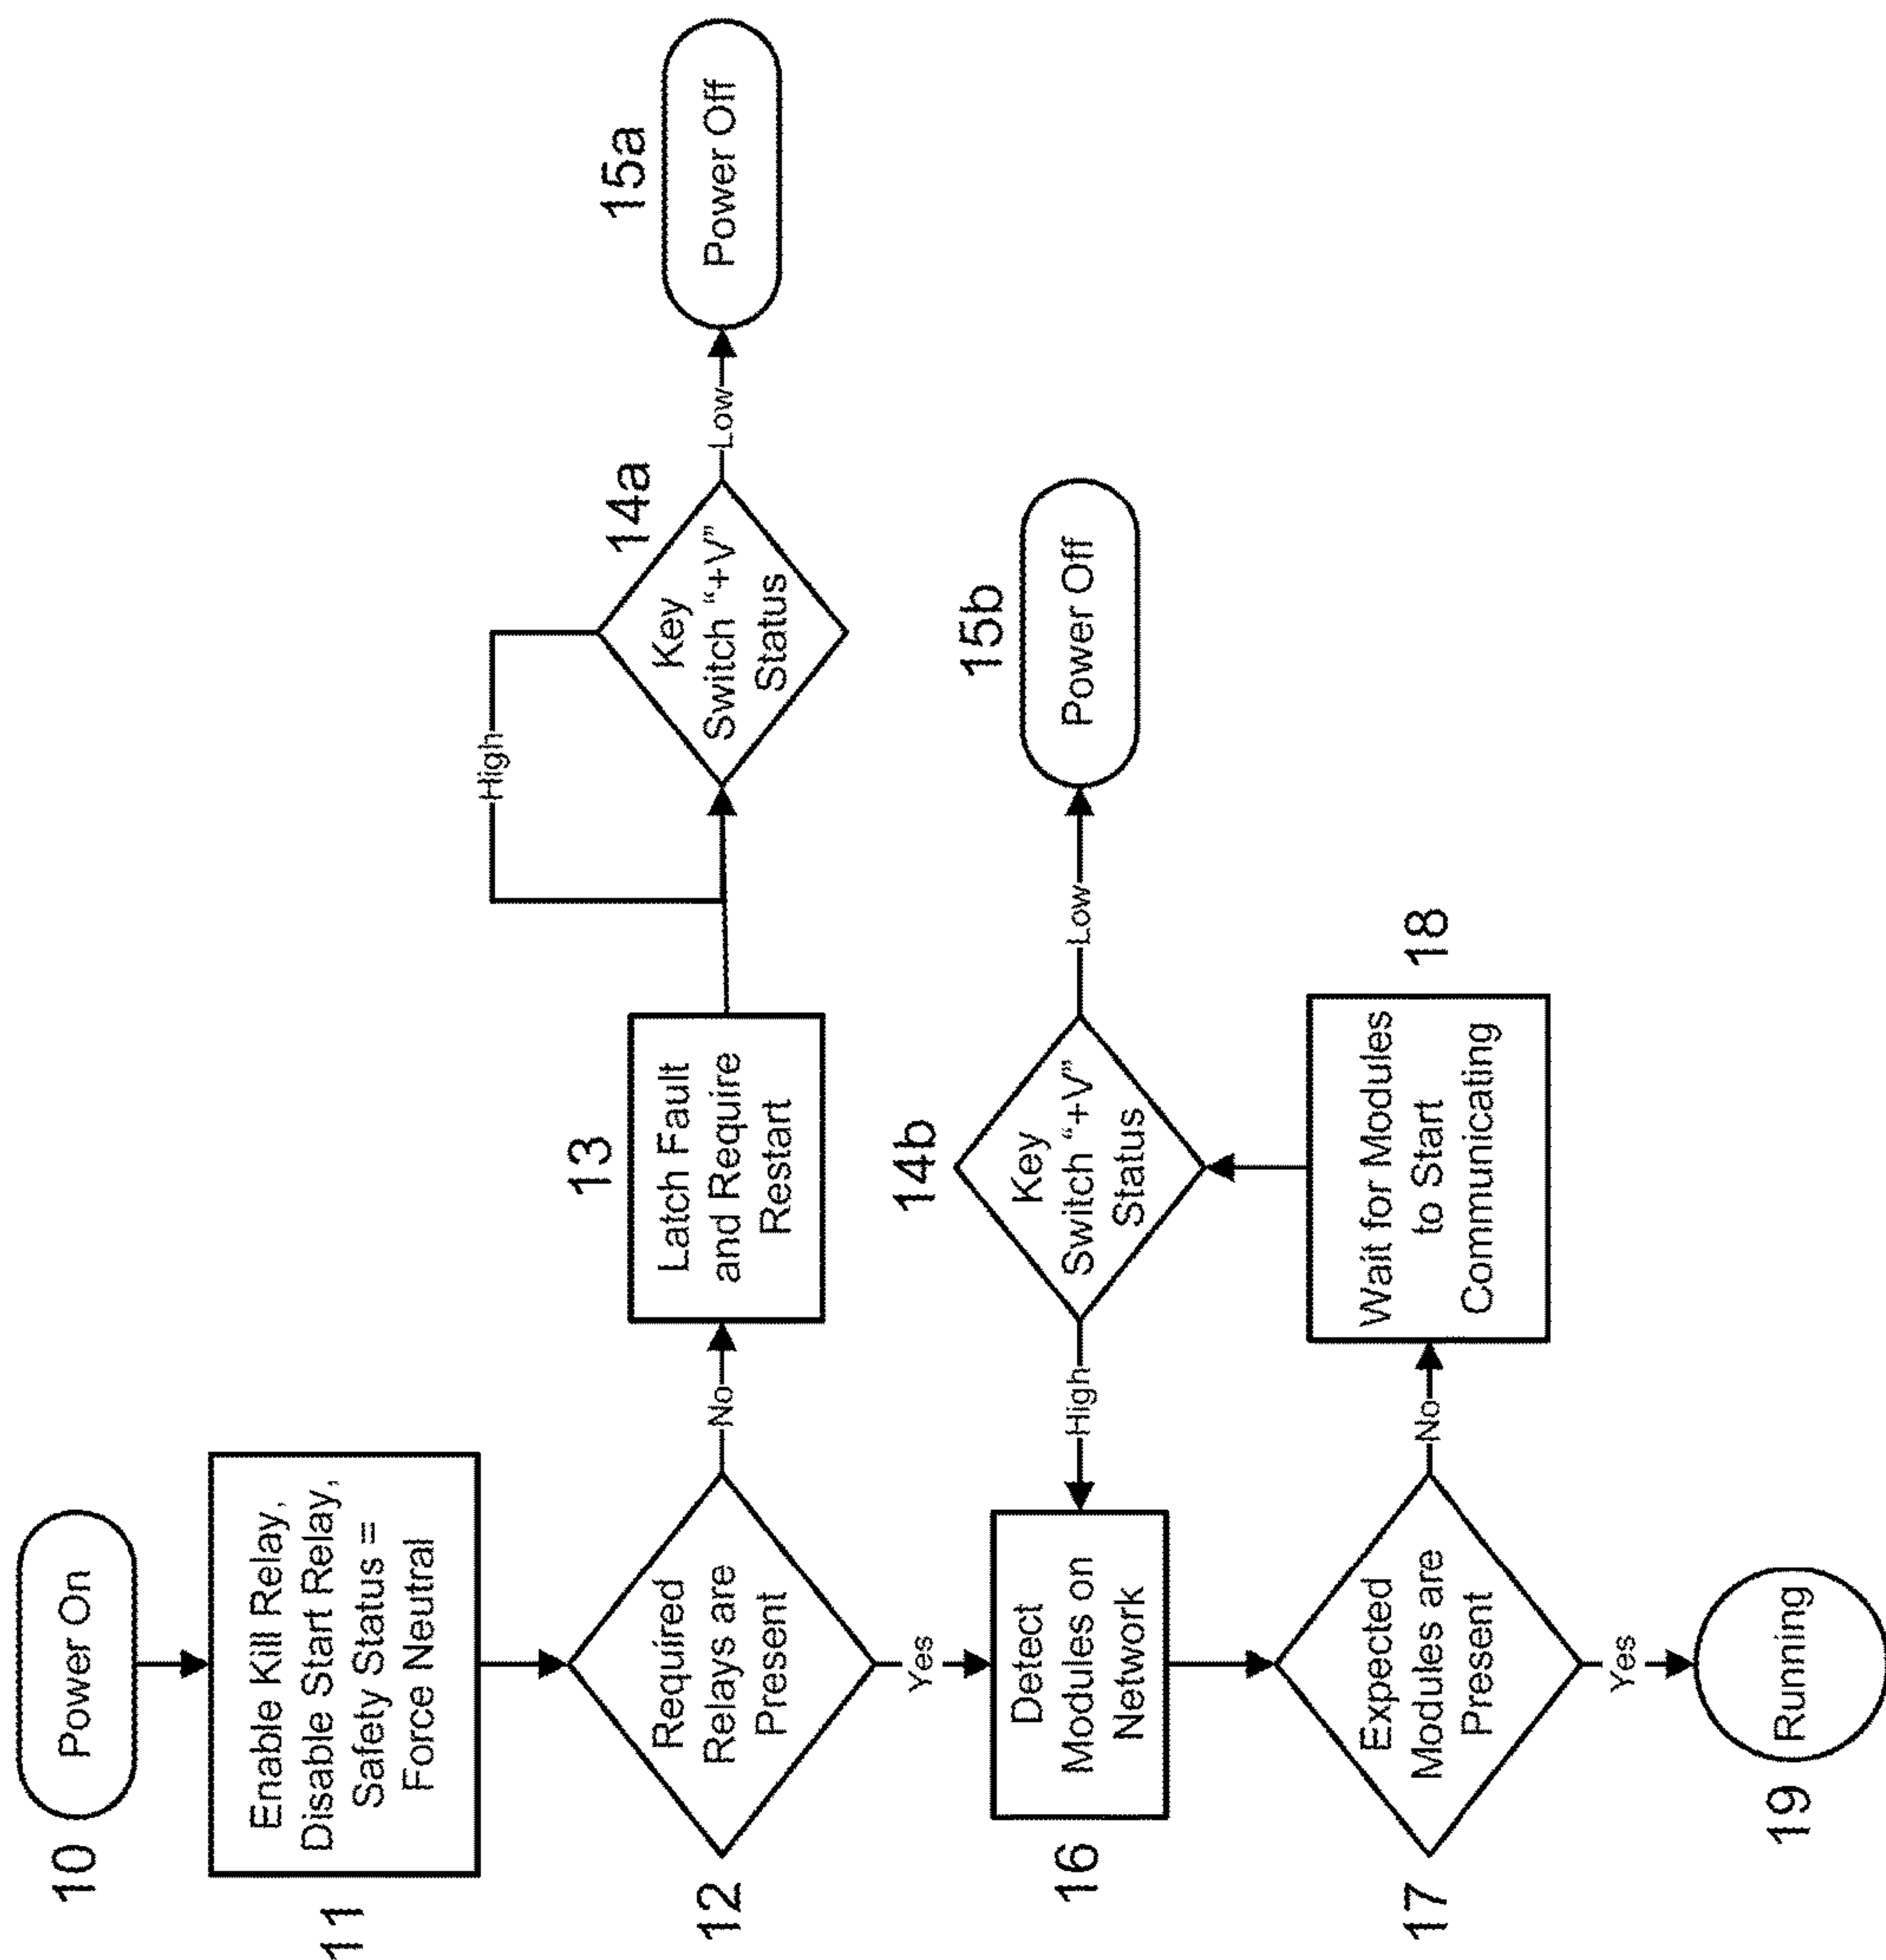 10
Power On
11
Enable Kill Relay,
Disable Start Relay,
Safety Status =
Force Neutral
12
Required
Relays are
Present
No
13
Latch Fault
and Require
Restart
High
14a
Key
Switch “+V”
Status
Low
15a
Power Off
Yes
16
Detect
Modules on
Network
High
14b
Key
Switch “+V”
Status
Low
15b
Power Off
17
Expected
Modules are
Present
No
18
Wait for Modules
to Start
Communicating
Yes
19
Running